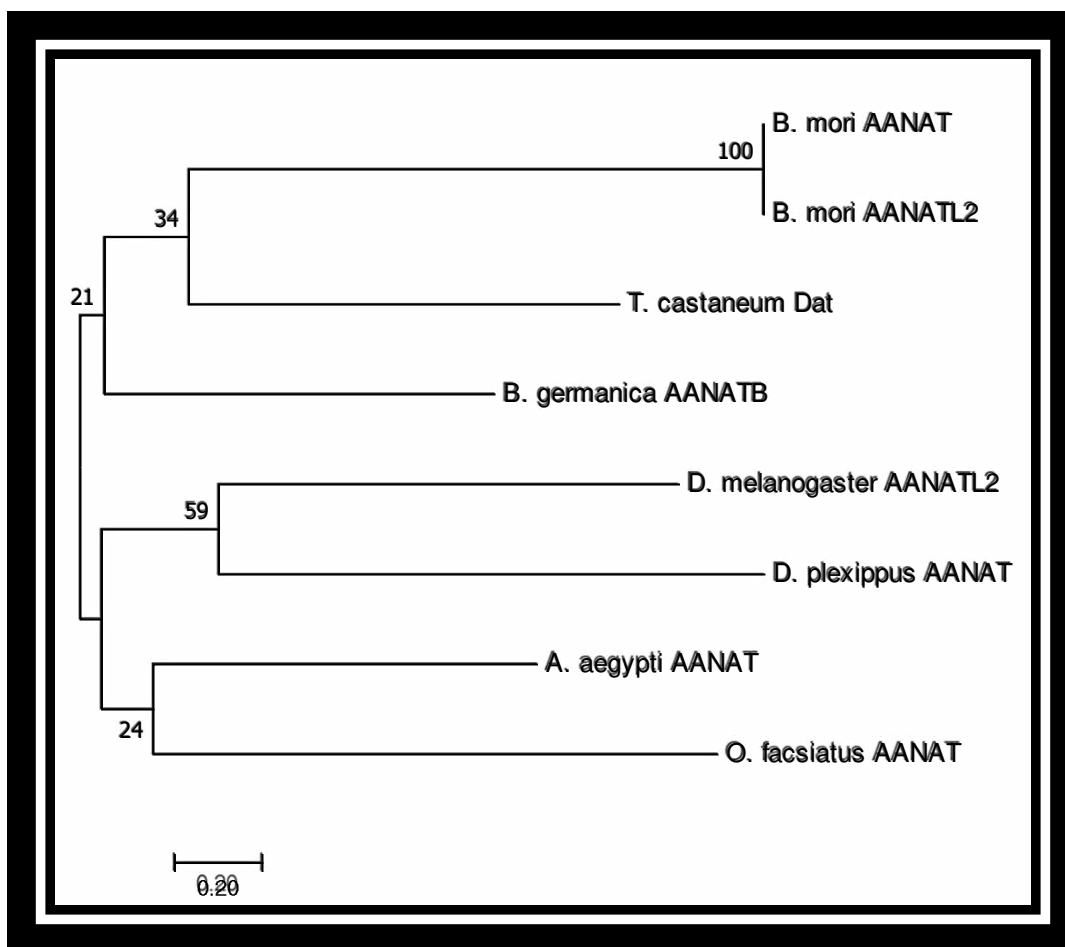 B. mori AANAT
100
B. mori AANATL2
34
T. castaneum Dat
21
B. germanica AANATB
D. melanogaster AANATL2
59
D. plexippus AANAT
A. aegypti AANAT
24
O. facsiatus AANAT
0.20